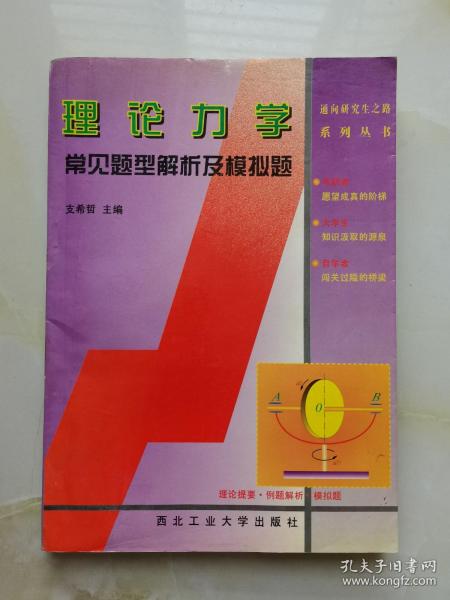 理论力学
常见题型解析及模拟题
支希哲 主编
通向研究生之路
系列丛书
考研者
愿望成真的阶梯
大学生
知识汲取的源泉
自学者
闯关过隘的桥梁
A
O
B
理论提要·例题解析·模拟题
西北工业大学出版社
孔夫子旧书网
www.kongfz.com